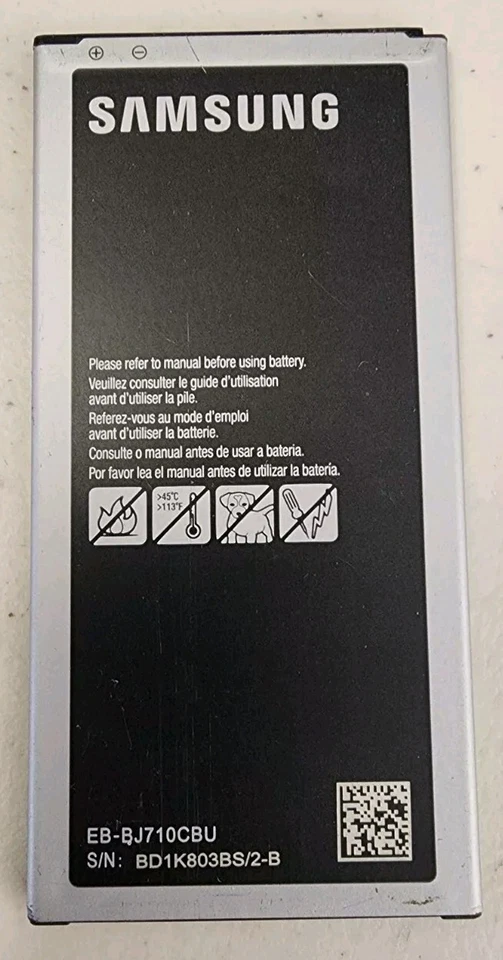 SAMSUNG
Please refer to manual before using battery.
Veuillez consulter le guide d'utilisation
avant d'utiliser la pile.
Referez-vous au mode d'emploi
avant d'utiliser la batterie.
Consulte o manual antes de usar a bateria.
Por favor lea el manual antes de utilizar la batería.
>45°C
>113°F
EB-BJ710CBU
S/N: BD1K803BS/2-B